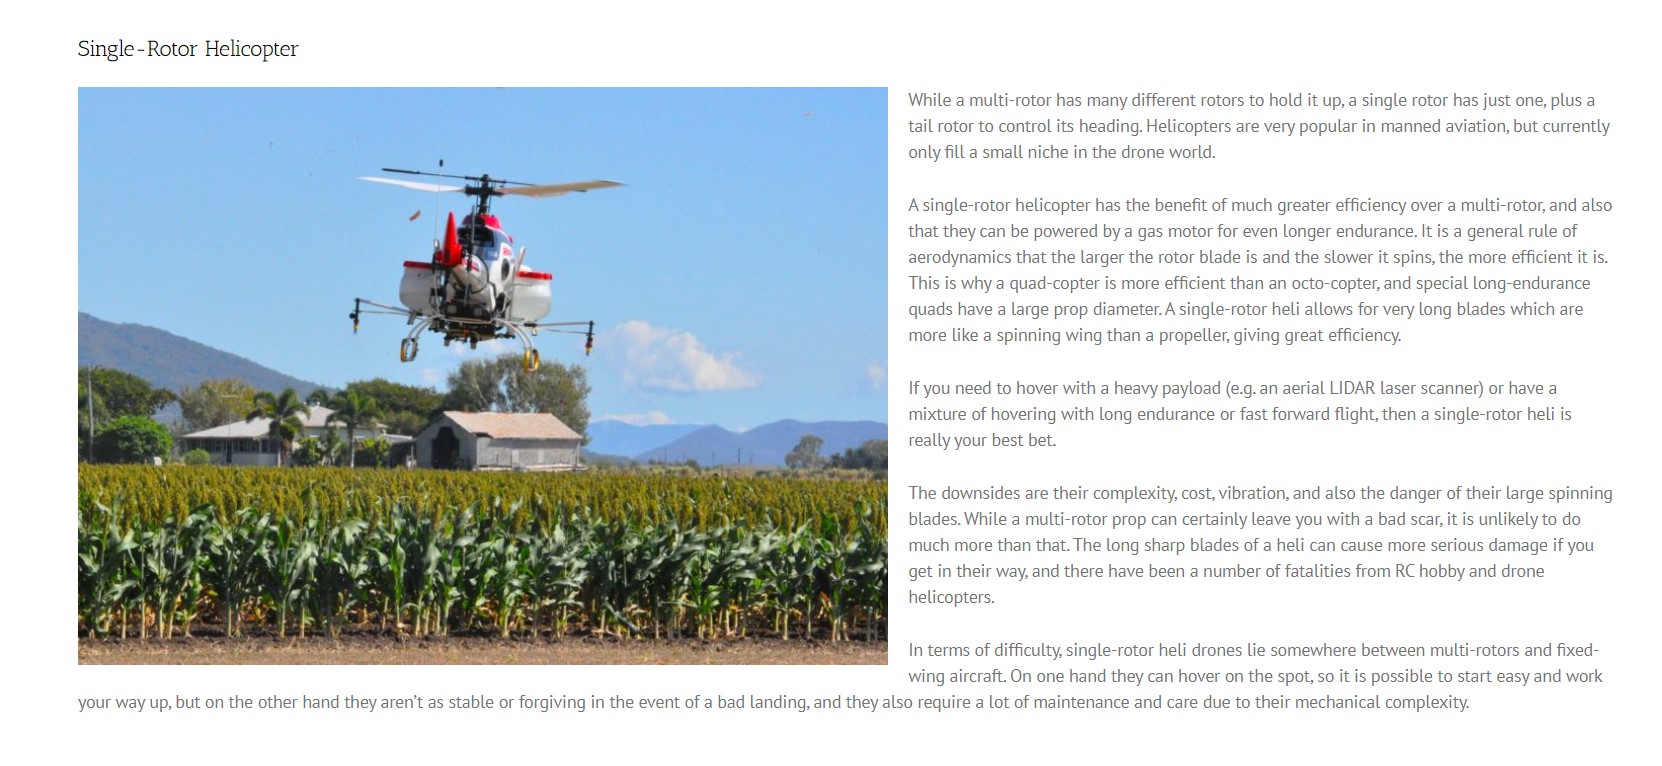 Single-Rotor Helicopter
While a multi-rotor has many different rotors to hold it up, a single rotor has just one, plus a
tail rotor to control its heading. Helicopters are very popular in manned aviation, but currently
only fill a small niche in the drone world.
A single-rotor helicopter has the benefit of much greater efficiency over a multi-rotor, and also
that they can be powered by a gas motor for even longer endurance. It is a general rule of
aerodynamics that the larger the rotor blade is and the slower it spins, the more efficient it is.
This is why a quad-copter is more efficient than an octo-copter, and special long-endurance
quads have a large prop diameter. A single-rotor heli allows for very long blades which are
more like a spinning wing than a propeller, giving great efficiency.
If you need to hover with a heavy payload (e.g. an aerial LIDAR laser scanner) or have a
mixture of hovering with long endurance or fast forward flight, then a single-rotor heli is
really your best bet.
The downsides are their complexity, cost, vibration, and also the danger of their large spinning
blades. While a multi-rotor prop can certainly leave you with a bad scar, it is unlikely to do
much more than that. The long sharp blades of a heli can cause more serious damage if you
get in their way, and there have been a number of fatalities from RC hobby and drone
helicopters.
In terms of difficulty, single-rotor heli drones lie somewhere between multi-rotors and fixed-
wing aircraft. On one hand they can hover on the spot, so it is possible to start easy and work
your way up, but on the other hand they aren't as stable or forgiving in the event of a bad landing, and they also require a lot of maintenance and care due to their mechanical complexity.